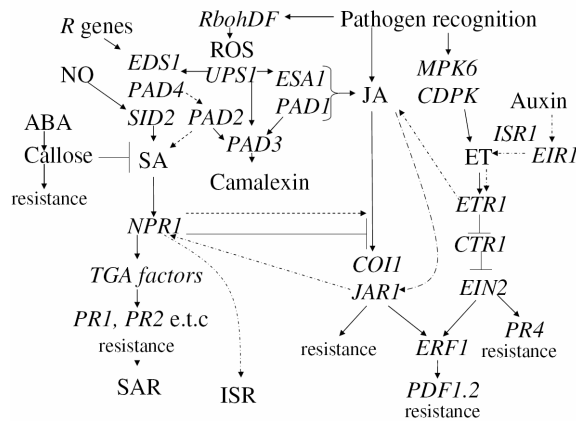 RbohDF Pathogen recognition
R genes
ROS
EDS1 UPS1 ESA1 MPK6
NO PAD4 PAD1 JA CDPK
SID2 PAD2 Auxin
ABA PAD3 ISR1
Callose SA ET EIR1
Camalexin
resistance
ETR1
NPR1
CTR1
COI1
TGA factors JAR1 EIN2
PR1, PR2 e.t.c PR4
resistance resistance ERF1 resistance
SAR ISR PDF1.2
resistance